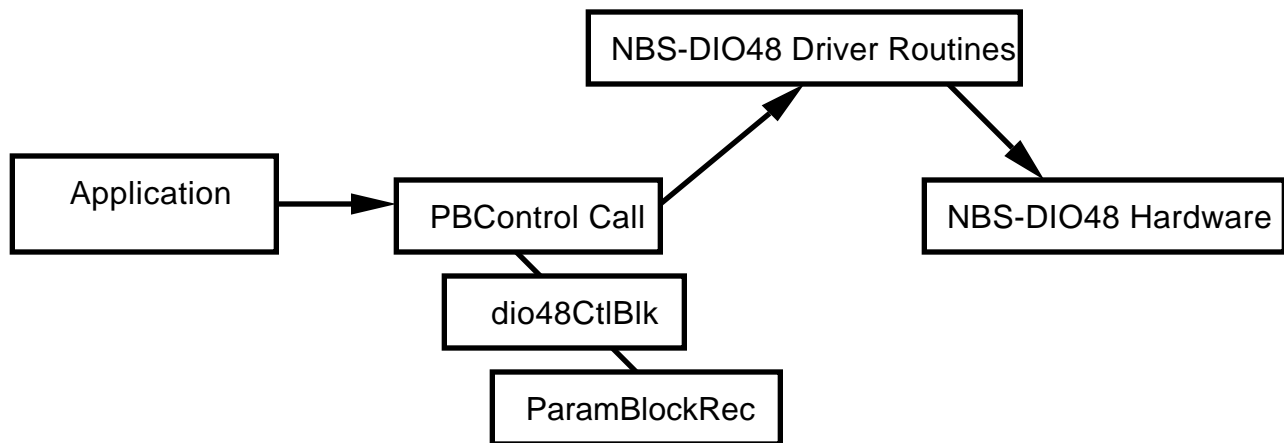 NBS-DIO48 Driver Routines
Application
PBControl Call
NBS-DIO48 Hardware
dio48CtlBlk
ParamBlockRec